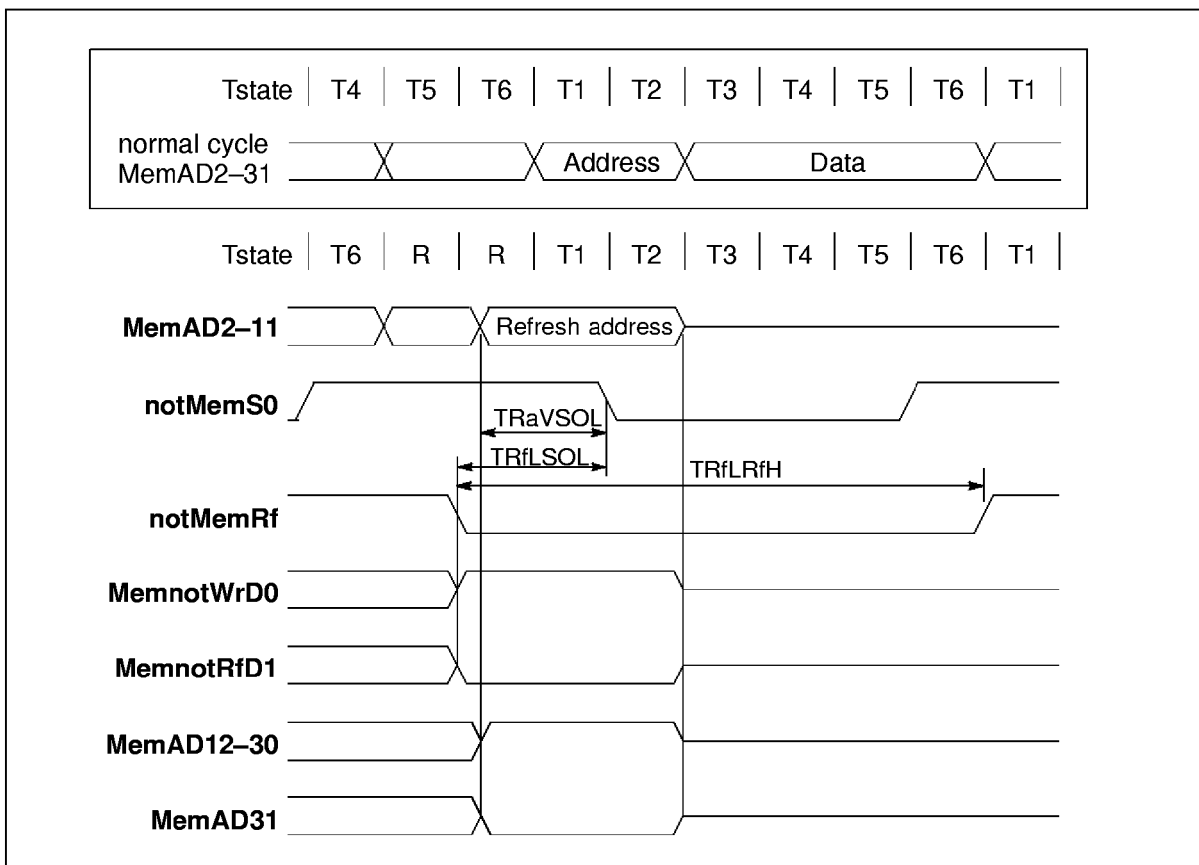 Tstate T4 T5 T6 T1 T2 T3 T4 T5 T6 T1
normal cycle
MemAD2–31
Address Data
Tstate T6 R R T1 T2 T3 T4 T5 T6 T1
MemAD2–11 Refresh address
notMemS0
TRaVSOL
TRfLSOL
TRfLRfH
notMemRf
MemnotWrD0
MemnotRfD1
MemAD12–30
MemAD31